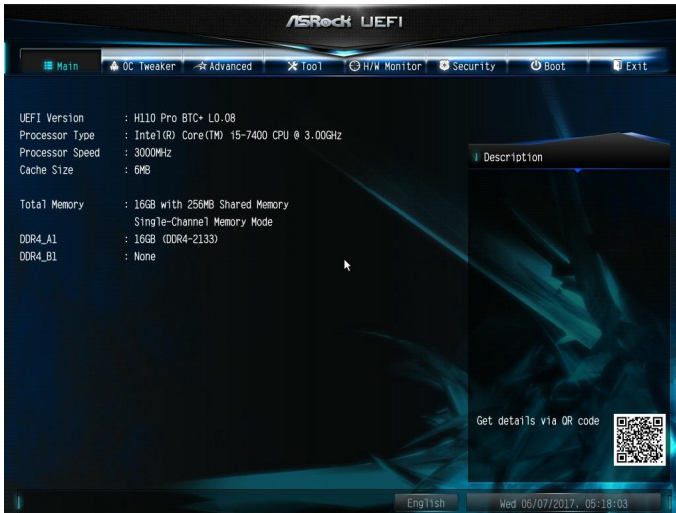 ASRock UEFI
Main OC Tweaker Advanced Tool H/W Monitor Security Boot Exit
UEFI Version : H110 Pro BTC+ L0.08
Processor Type : Intel(R) Core(TM) i5-7400 CPU @ 3.00GHz
Processor Speed : 3000MHz
Cache Size : 6MB
Total Memory : 16GB with 256MB Shared Memory
Single-Channel Memory Mode
DDR4_A1 : 16GB (DDR4-2133)
DDR4_B1 : None
Description
Get details via QR code
English Wed 06/07/2017. 05:18:03